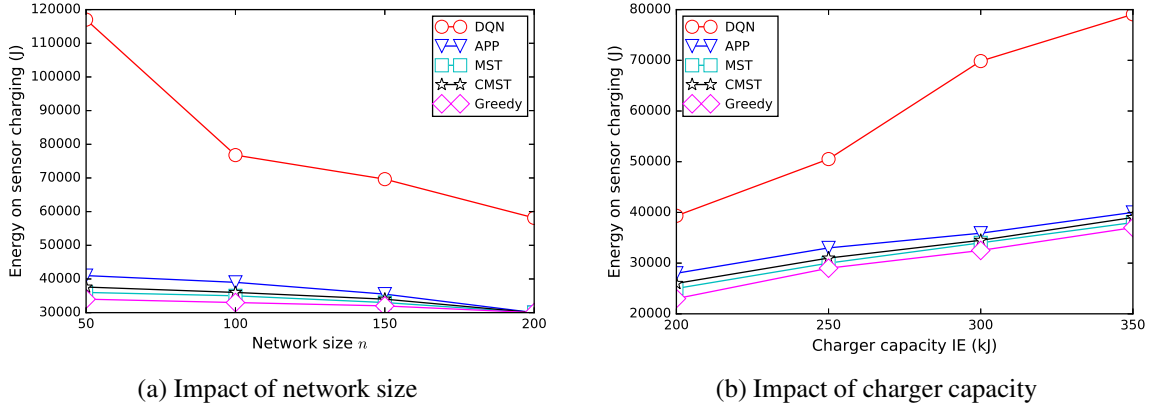 120000
110000
100000
90000
80000
70000
60000
50000
40000
30000
Energy on sensor charging (J)
DQN
APP
MST
CMST
Greedy
50 100 150 200
Network size n
(a) Impact of network size
80000
70000
60000
50000
40000
30000
20000
Energy on sensor charging (J)
DQN
APP
MST
CMST
Greedy
200 250 300 350
Charger capacity IE (kJ)
(b) Impact of charger capacity